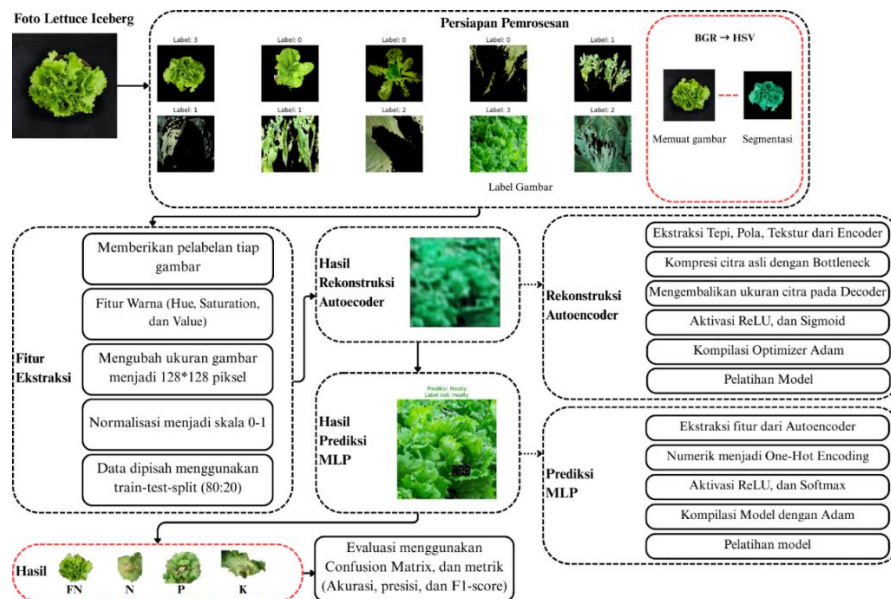 Foto Lettuce Iceberg
Persiapan Pemrosesan
Label: 3
Label: 0
Label: 0
Label: 0
Label: 1
Label: 1
Label: 1
Label: 2
Label: 3
Label: 2
Label Gambar
BGR → HSV
Memuat gambar
Segmentasi
Fitur
Ekstraksi
Memberikan pelabelan tiap
gambar
Fitur Warna (Hue, Saturation,
dan Value)
Mengubah ukuran gambar
menjadi 128*128 piksel
Normalisasi menjadi skala 0-1
Data dipisah menggunakan
train-test-split (80:20)
Hasil
Rekonstruksi
Autoecoder
Rekonstruksi
Autoencoder
Ekstraksi Tepi, Pola, Tekstur dari Encoder
Kompresi citra asli dengan Bottleneck
Mengembalikan ukuran citra pada Decoder
Aktivasi ReLU, dan Sigmoid
Kompilasi Optimizer Adam
Pelatihan Model
Hasil
Prediksi
MLP
Prediksi: Healty
Label Asli: Healty
Prediksi
MLP
Ekstraksi fitur dari Autoencoder
Numerik menjadi One-Hot Encoding
Aktivasi ReLU, dan Softmax
Kompilasi Model dengan Adam
Pelatihan model
Hasil
FN
N
P
K
Evaluasi menggunakan
Confusion Matrix, dan metrik
(Akurasi, presisi, dan F1-score)